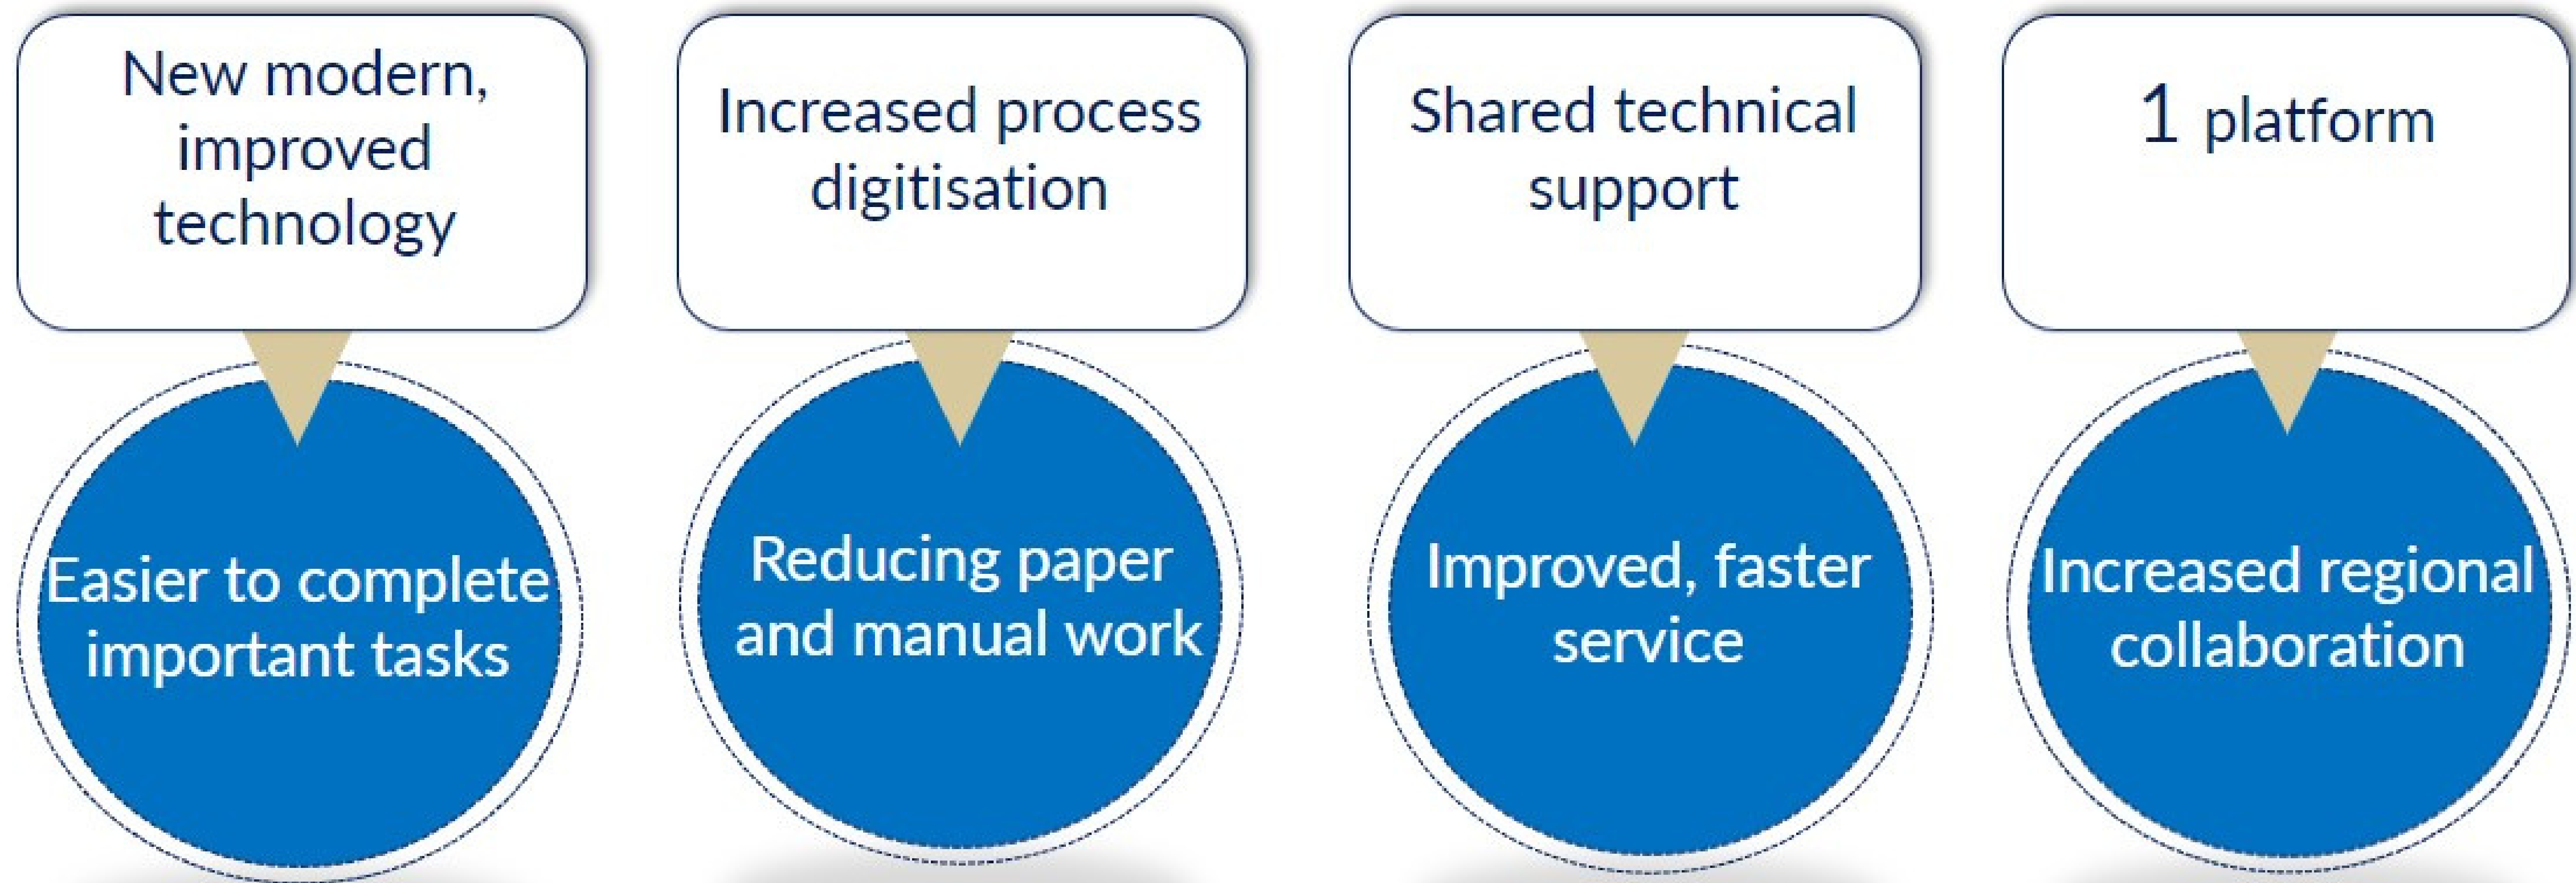 New modern,
improved
technology
Increased process
digitisation
Shared technical
support
1 platform
Easier to complete
important tasks
Reducing paper
and manual work
Improved, faster
service
Increased regional
collaboration